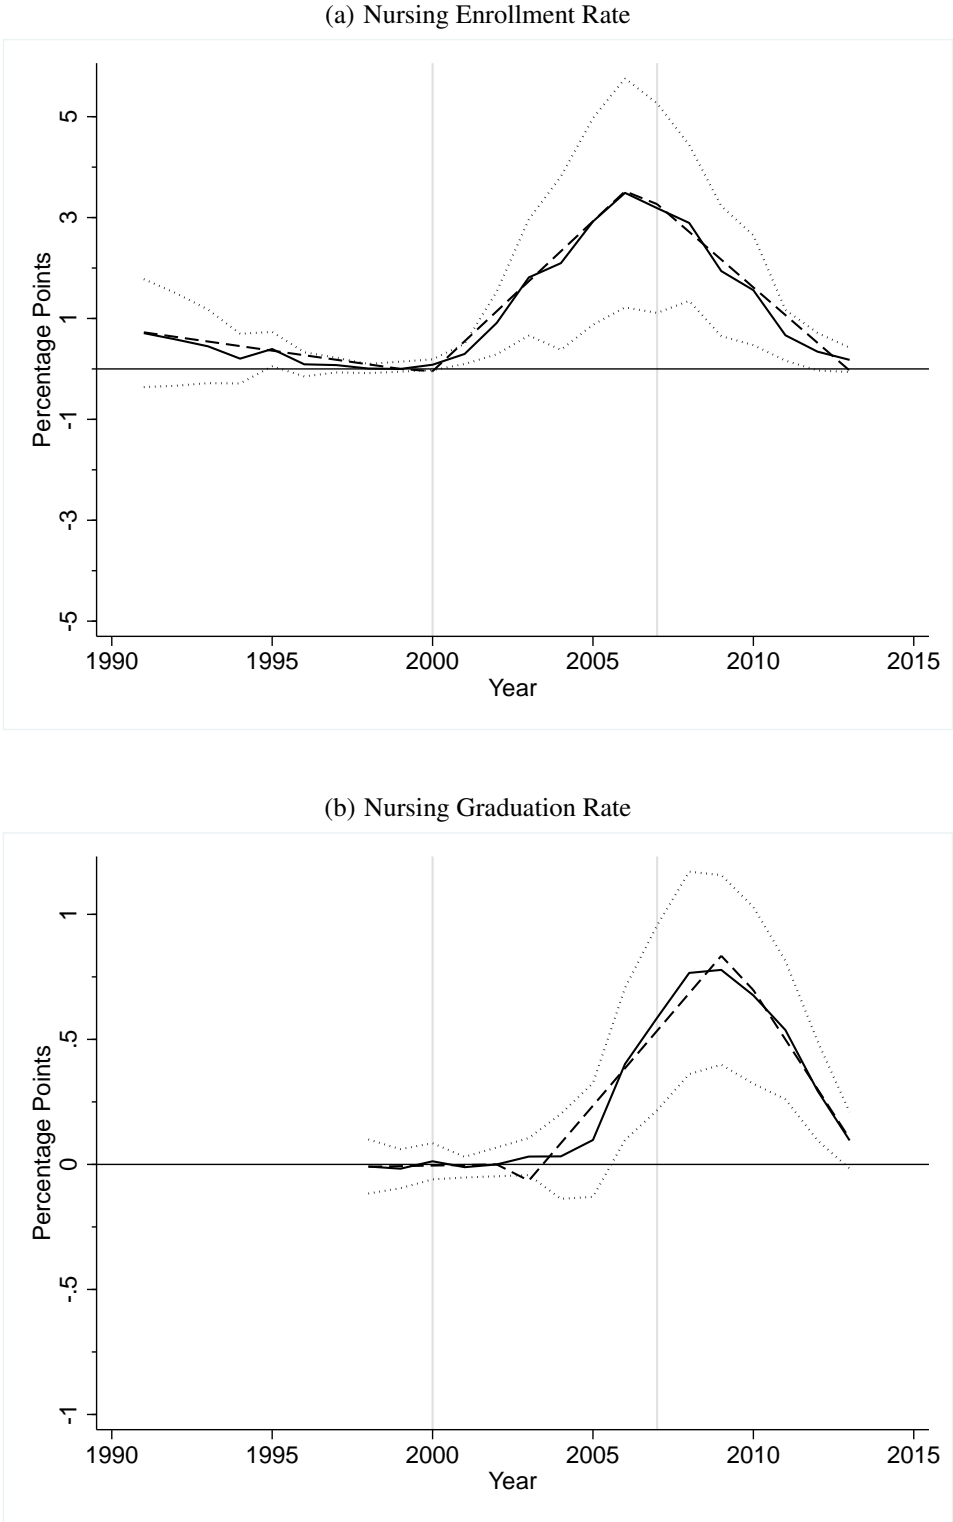 (a) Nursing Enrollment Rate
5
3
1
-1
-3
-5
Percentage Points
1990 1995 2000 2005 2010 2015
Year
(b) Nursing Graduation Rate
1
.5
0
-.5
-1
Percentage Points
1990 1995 2000 2005 2010 2015
Year